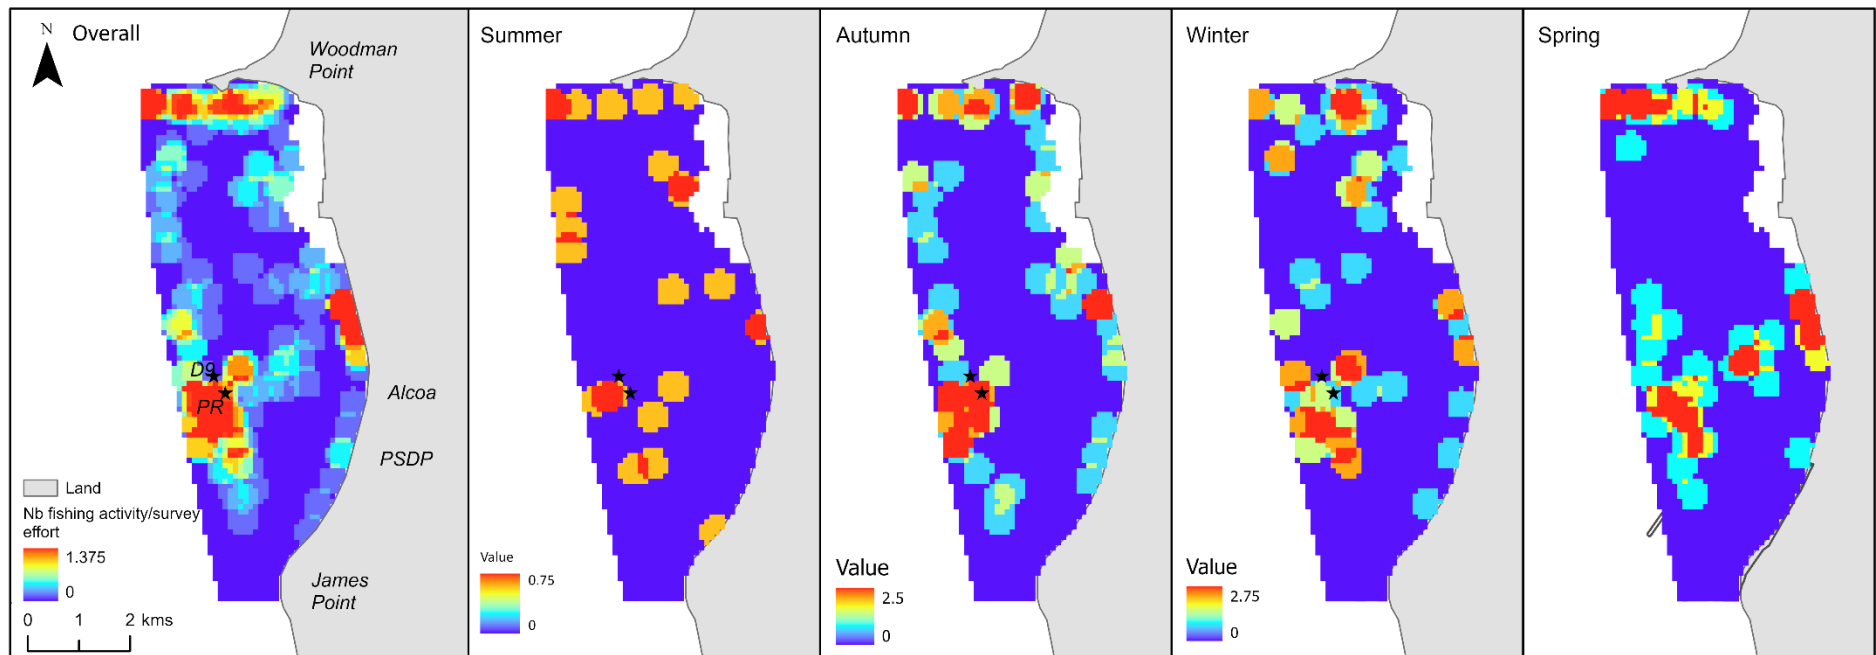 N
Overall
Woodman
Point
D9
PR
Alcoa
PSDP
Land
Nb fishing activity/survey
effort
1.375
0
James
Point
0 1 2 kms
Summer
Value
0.75
0
Autumn
Value
2.5
0
Winter
Value
2.75
0
Spring